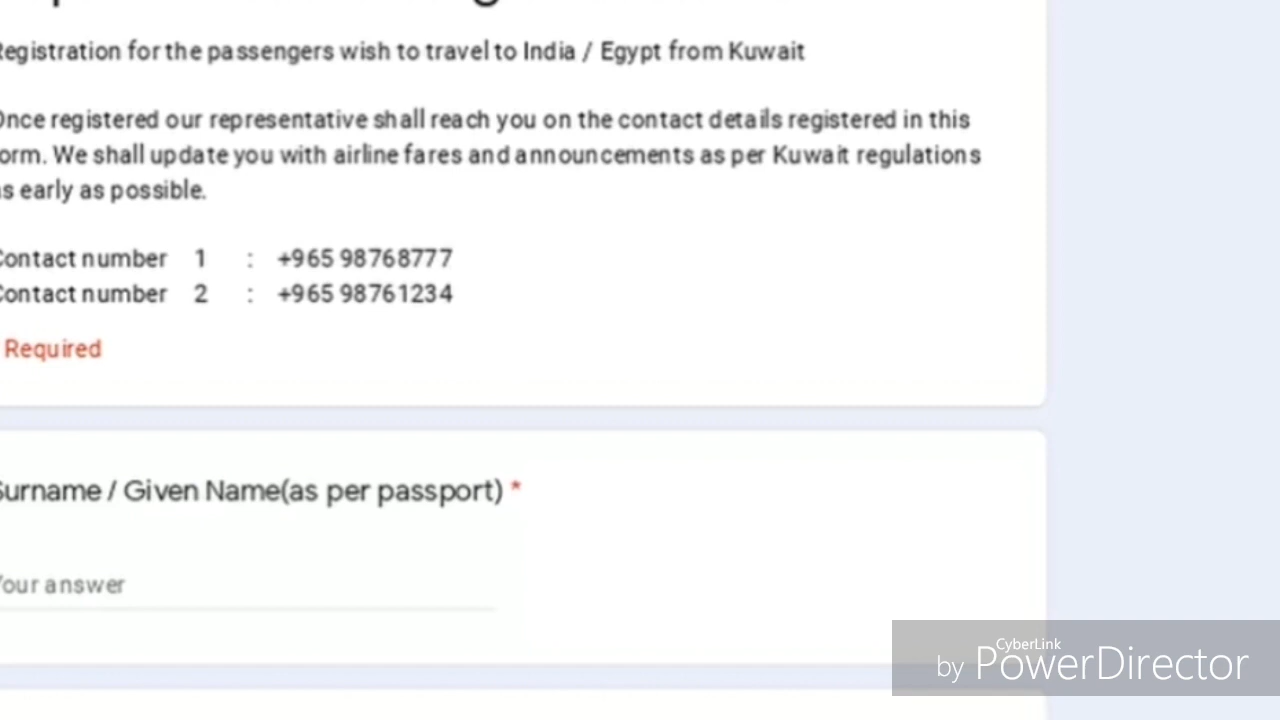 Registration for the passengers wish to travel to India / Egypt from Kuwait
Once registered our representative shall reach you on the contact details registered in this
form. We shall update you with airline fares and announcements as per Kuwait regulations
as early as possible.
Contact number 1 : +965 98768777
Contact number 2 : +965 98761234
Required
Surname / Given Name(as per passport) *
Your answer
CyberLink
by PowerDirector